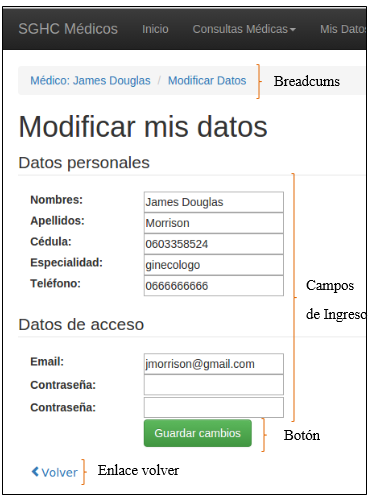 SGHC Médicos Inicio Consultas Médicas Mis Datos
Médico: James Douglas / Modificar Datos Breadcums
Modificar mis datos
Datos personales
Nombres: James Douglas
Apellidos: Morrison
Cédula: 0603358524
Especialidad: ginecologo
Teléfono: 0666666666
Campos
de Ingreso
Datos de acceso
Email: jmorrison@gmail.com
Contraseña:
Contraseña:
Guardar cambios Botón
Volver Enlace volver